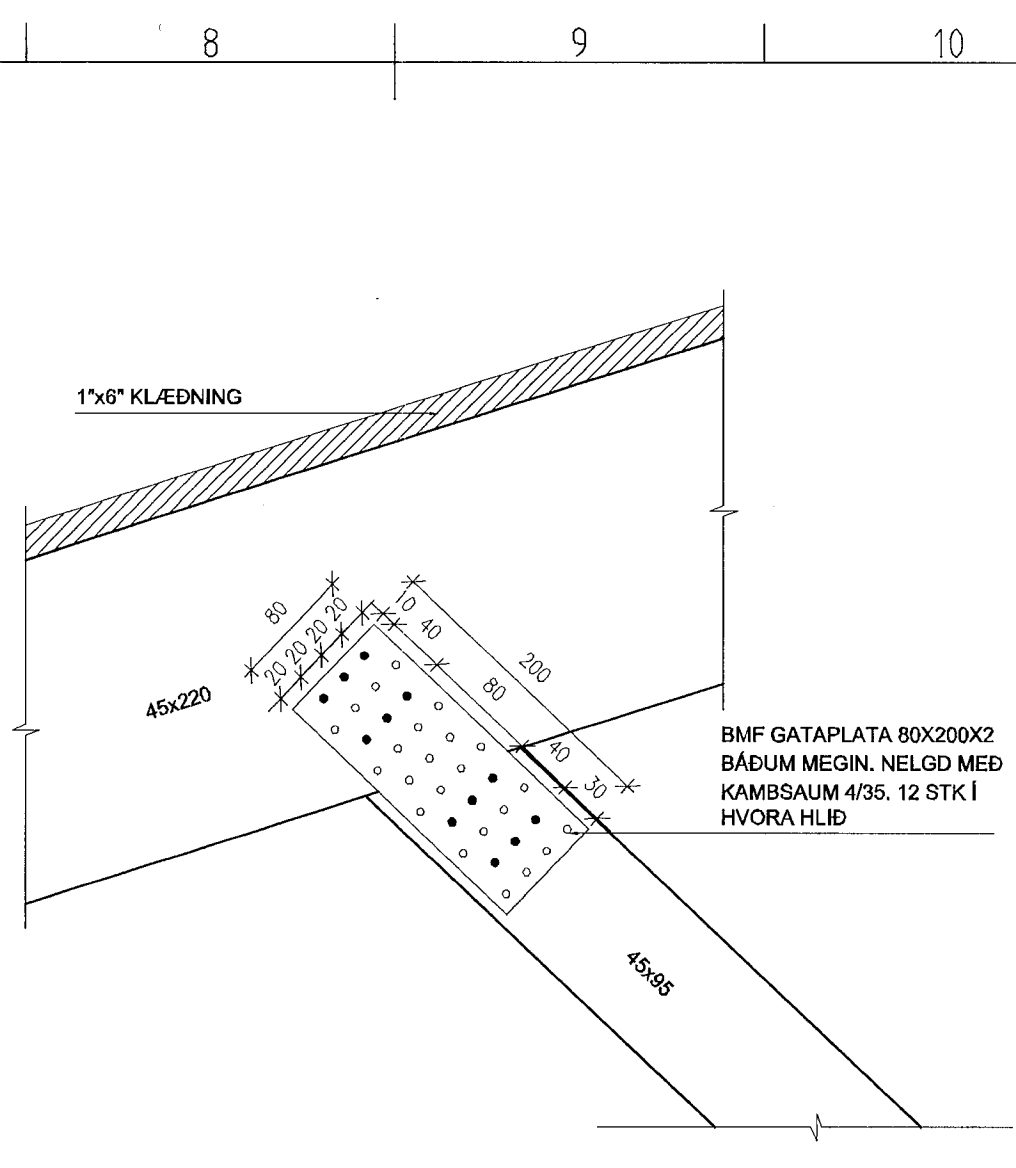 8 9 10
1"x6" KLÆÐNING
80
20 20 20 20
10 40
200
80
40
30
45x220
BMF GATAPLATA 80X200X2
BÁÐUM MEGIN. NELGD MEÐ
KAMBSAUM 4/35. 12 STK Í
HVORA HLIÐ
45x95